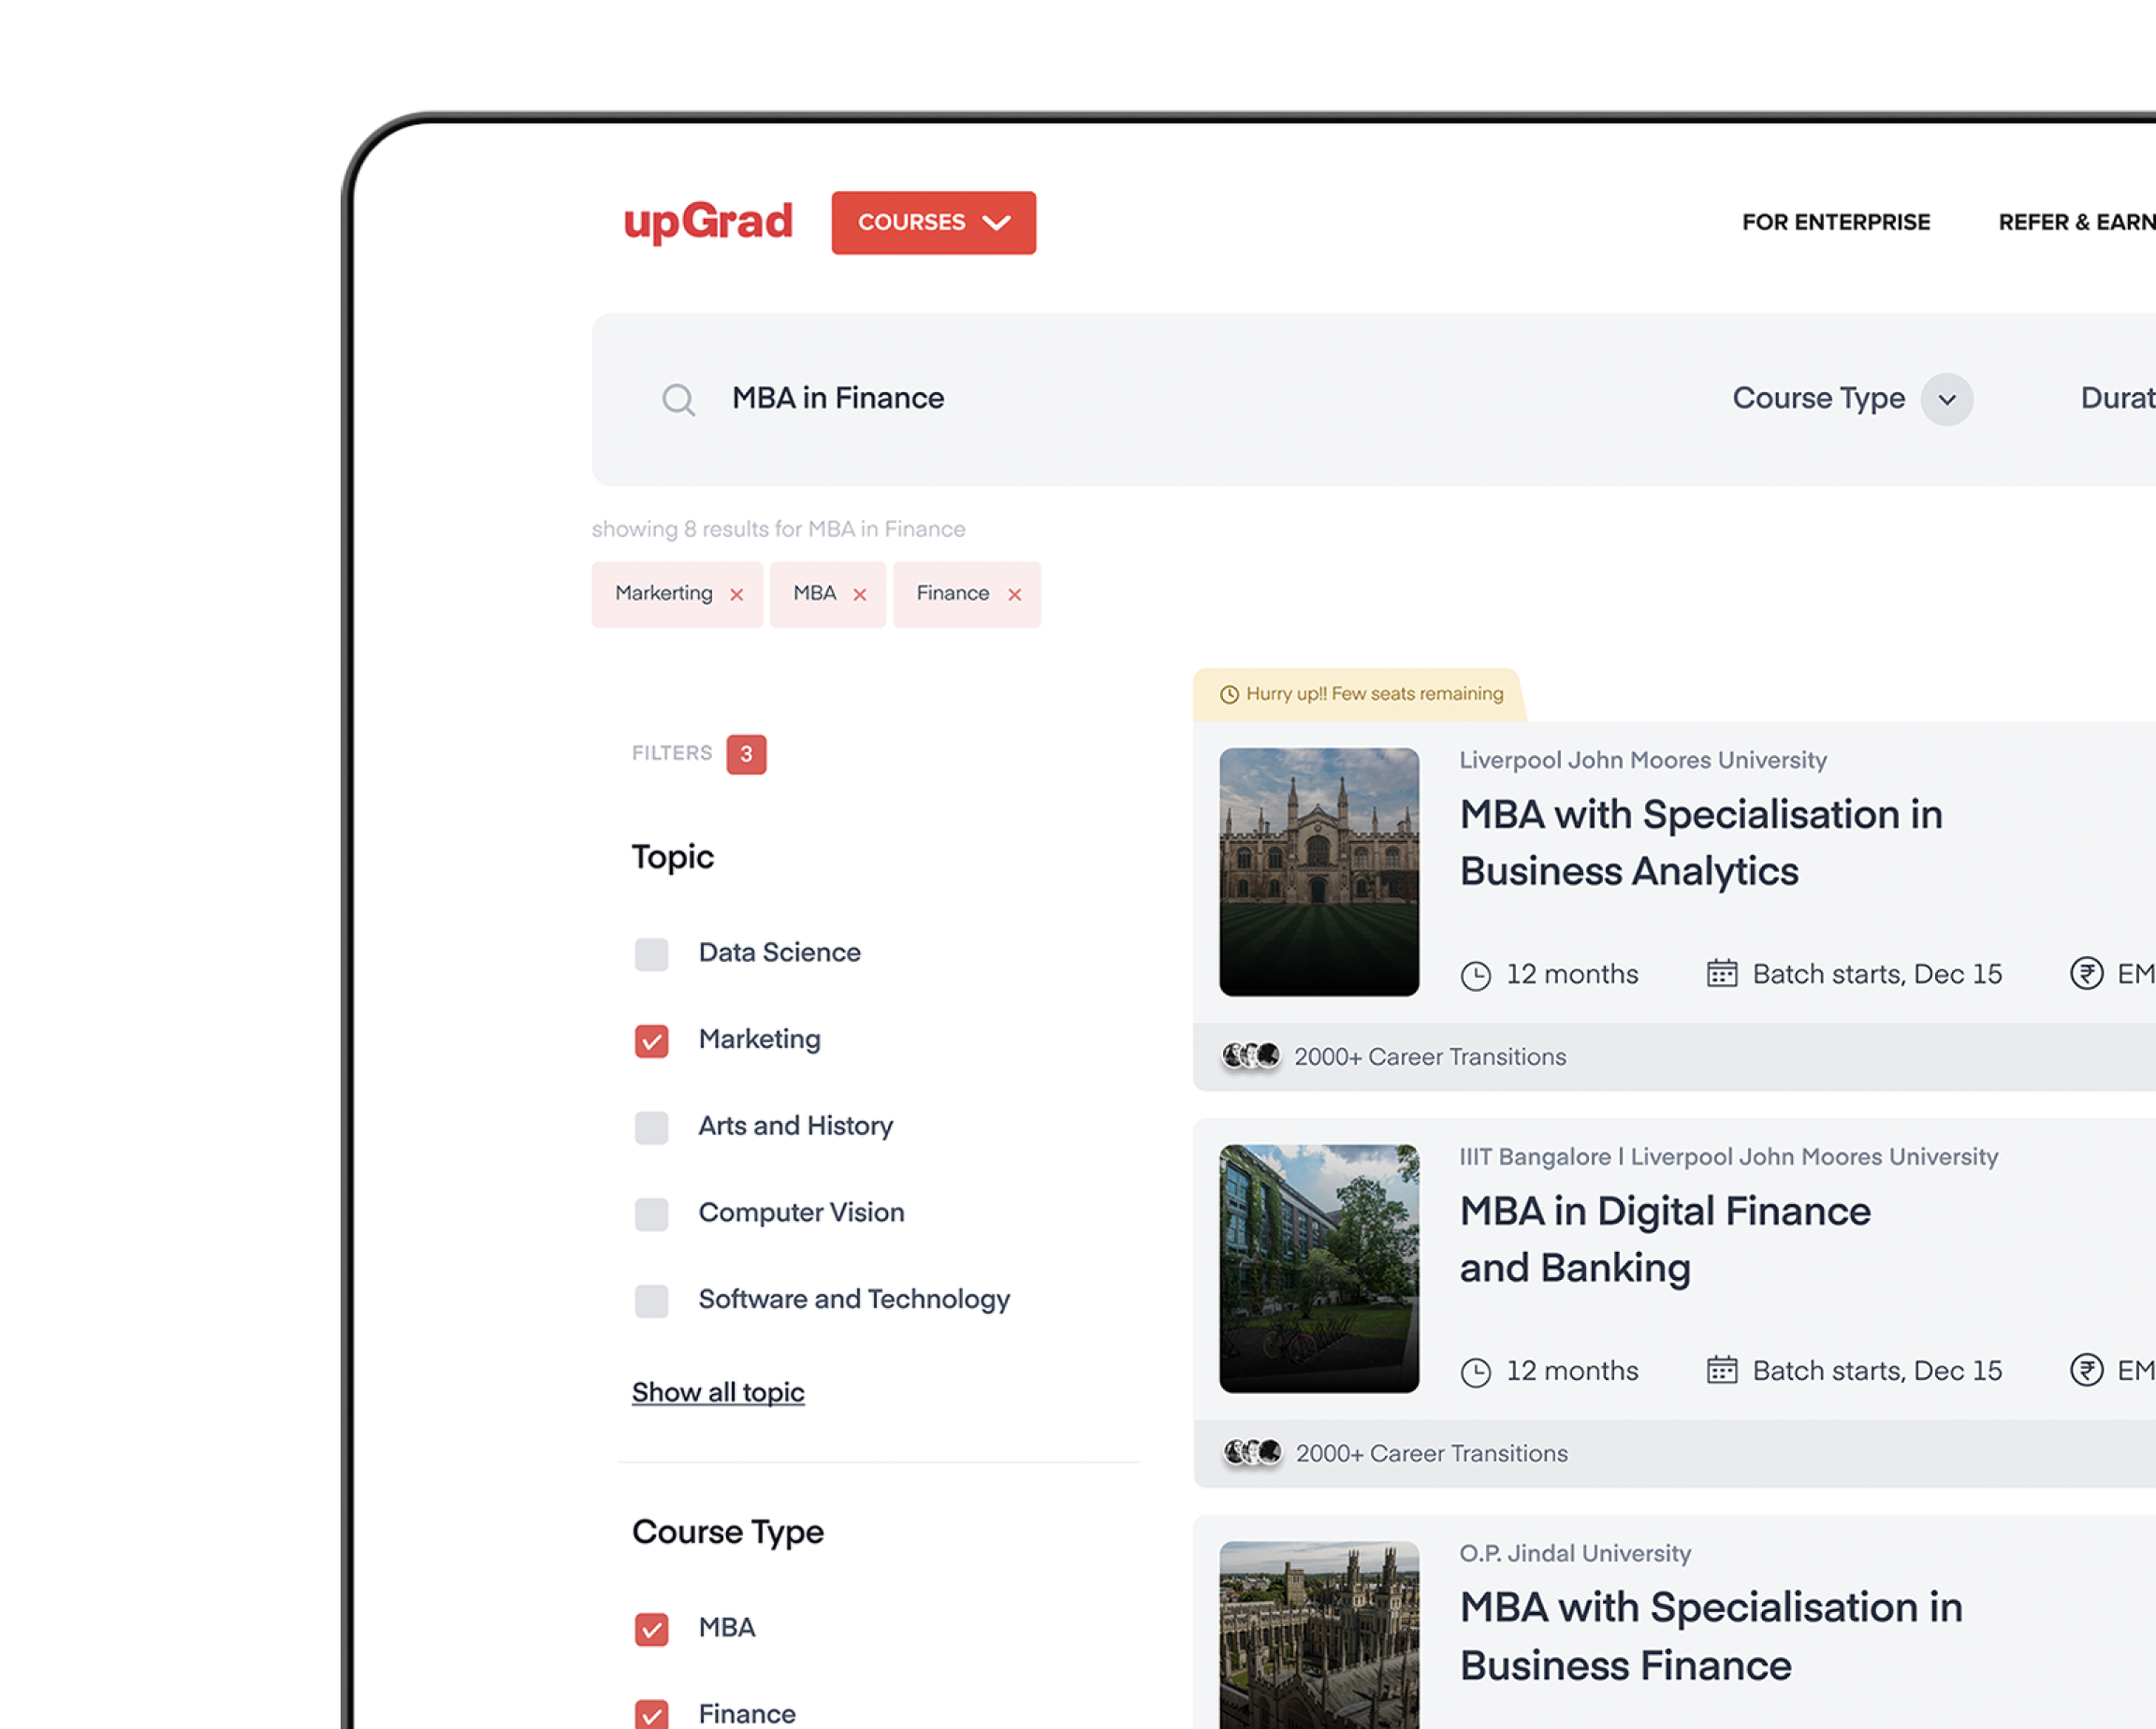 upGrad
COURSES
FOR ENTERPRISE
REFER & EARN
MBA in Finance
Course Type
Durat
showing 8 results for MBA in Finance
Markerting
MBA
Finance
Hurry up!! Few seats remaining
FILTERS 3
Topic
Data Science
Marketing
Arts and History
Computer Vision
Software and Technology
Show all topic
Course Type
MBA
Finance
Liverpool John Moores University
MBA with Specialisation in
Business Analytics
12 months
Batch starts, Dec 15
₹ EM
2000+ Career Transitions
IIIT Bangalore l Liverpool John Moores University
MBA in Digital Finance
and Banking
12 months
Batch starts, Dec 15
₹ EM
2000+ Career Transitions
O.P. Jindal University
MBA with Specialisation in
Business Finance